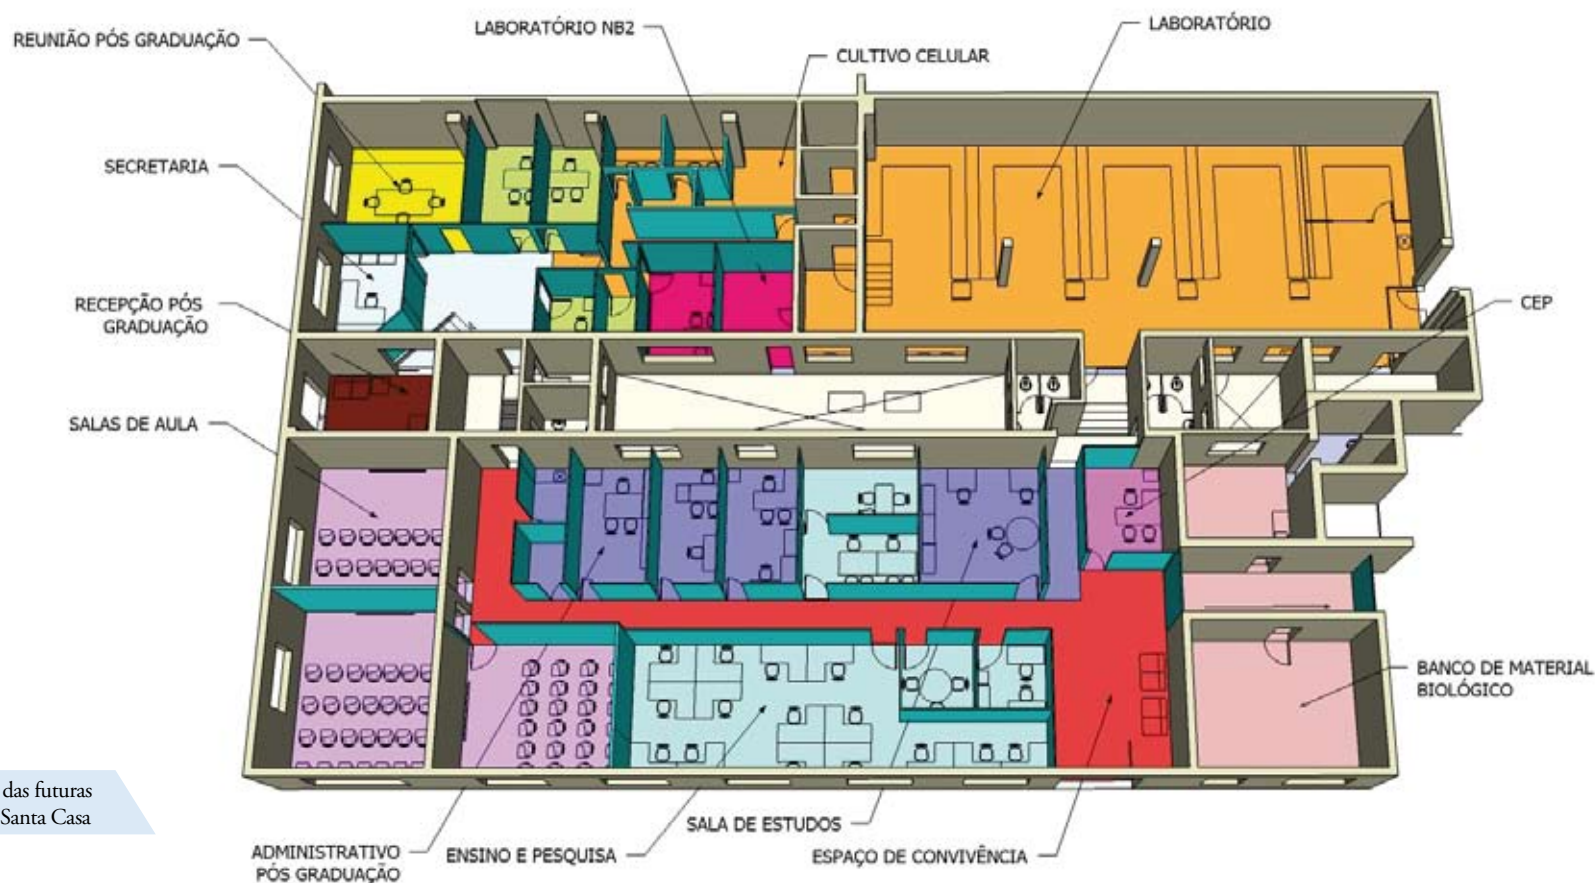 REUNIÃO PÓS GRADUAÇÃO
LABORATÓRIO NB2
CULTIVO CELULAR
LABORATÓRIO
SECRETARIA
RECEPÇÃO PÓS
GRADUAÇÃO
CEP
SALAS DE AULA
BANCO DE MATERIAL
BIOLÓGICO
das futuras
Santa Casa
ADMINISTRATIVO
PÓS GRADUAÇÃO
ENSINO E PESQUISA
SALA DE ESTUDOS
ESPAÇO DE CONVIVÊNCIA